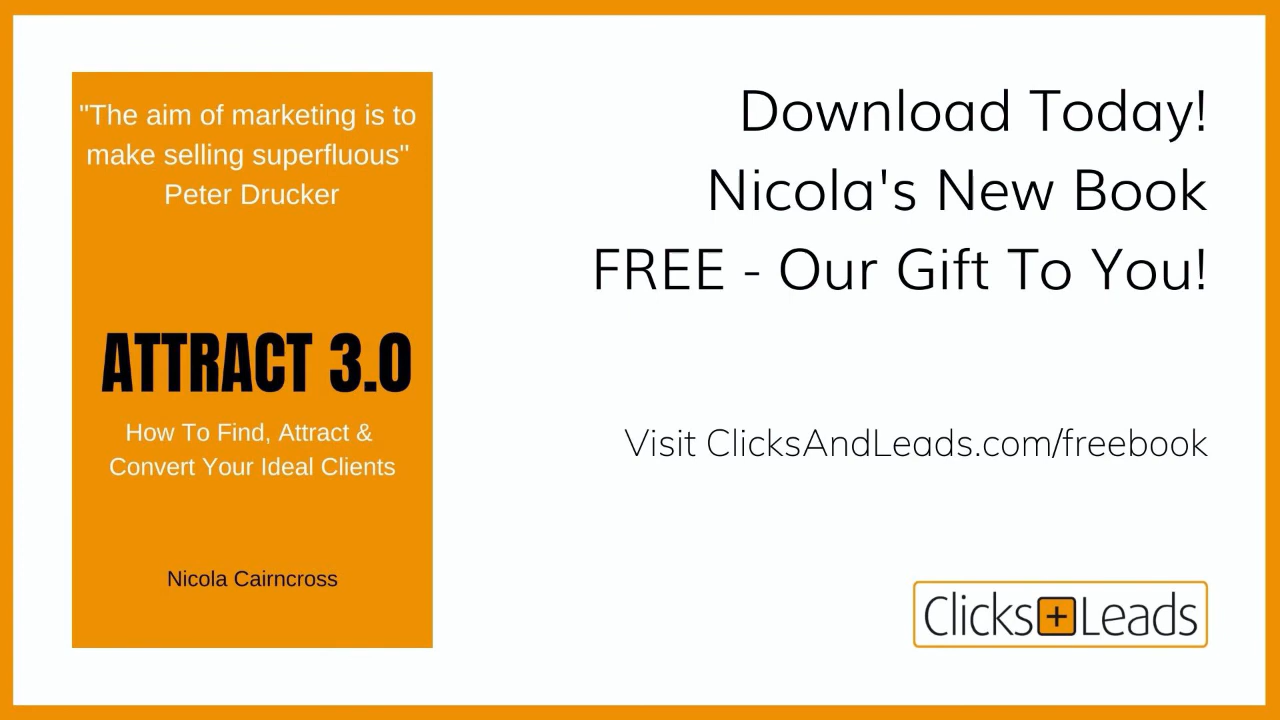 "The aim of marketing is to
make selling superfluous"
Peter Drucker
ATTRACT 3.0
How To Find, Attract &
Convert Your Ideal Clients
Nicola Cairncross
Download Today!
Nicola's New Book
FREE - Our Gift To You!
Visit ClicksAndLeads.com/freebook
Clicks+Leads